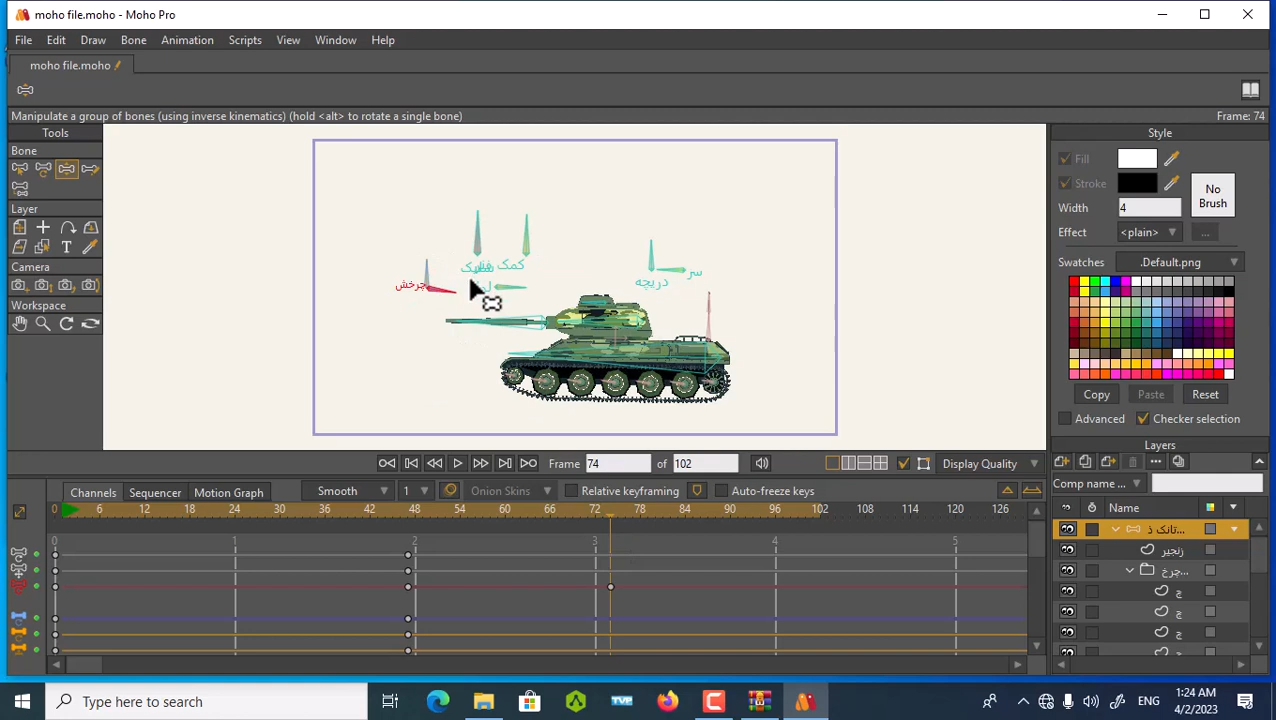 moho file.moho - Moho Pro
File Edit Draw Bone Animation Scripts View Window Help
moho file.moho
Manipulate a group of bones (using inverse kinematics) (hold <alt> to rotate a single bone) Frame: 74
Tools
Bone
Layer
Camera
Workspace
کمک فنر
چرخش
سر
دریچه
Style
Fill
Stroke
No Brush
Width 4
Effect <plain> ...
Swatches .Default.png
Copy Paste Reset
Advanced Checker selection
Frame 74 of 102 Display Quality
Channels Sequencer Motion Graph Smooth 1 Onion Skins Relative keyframing Auto-freeze keys
0 6 12 18 24 30 36 42 48 54 60 66 72 78 84 90 96 102 108 114 120 126
0 1 2 3 4 5
Layers
Comp name ...
Name
تانک ذ...
زنجیر
چرخ...
چ
چ
چ
چ
Type here to search
TVP
ENG
1:24 AM
4/2/2023